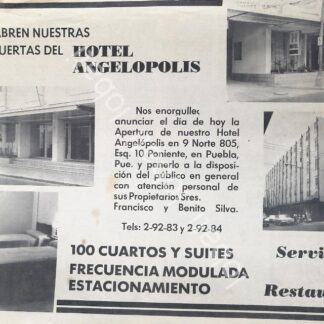 ABREN NUESTRAS
PUERTAS DEL HOTEL
ANGELOPOLIS
Nos enorgullec
anunciar el día de hoy la
Apertura de nuestro Hotel
Angelópolis en 9 Norte 805,
Esq. 10 Poniente, en Puebla,
Pue. y ponerlo a la disposi-
ción del público en general
con atención personal de
sus Propietarios Sres.
Francisco y Benito Silva.
Tels: 2-92-83 y 2-92-84
100 CUARTOS Y SUITES
FRECUENCIA MODULADA
ESTACIONAMIENTO
Servi
Restau